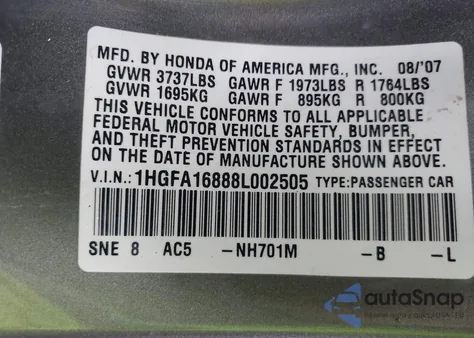 MFD. BY HONDA OF AMERICA MFG., INC. 08/'07
GVWR 3737LBS GAWR F 1973LBS R 1764LBS
GVWR 1695KG GAWR F 895KG R 800KG
THIS VEHICLE CONFORMS TO ALL APPLICABLE
FEDERAL MOTOR VEHICLE SAFETY, BUMPER,
AND THEFT PREVENTION STANDARDS IN EFFECT
ON THE DATE OF MANUFACTURE SHOWN ABOVE.
V.I.N.: 1HGFA16888L002505 TYPE:PASSENGER CAR
SNE 8 AC5 -NH701M -B -L
autoSnap